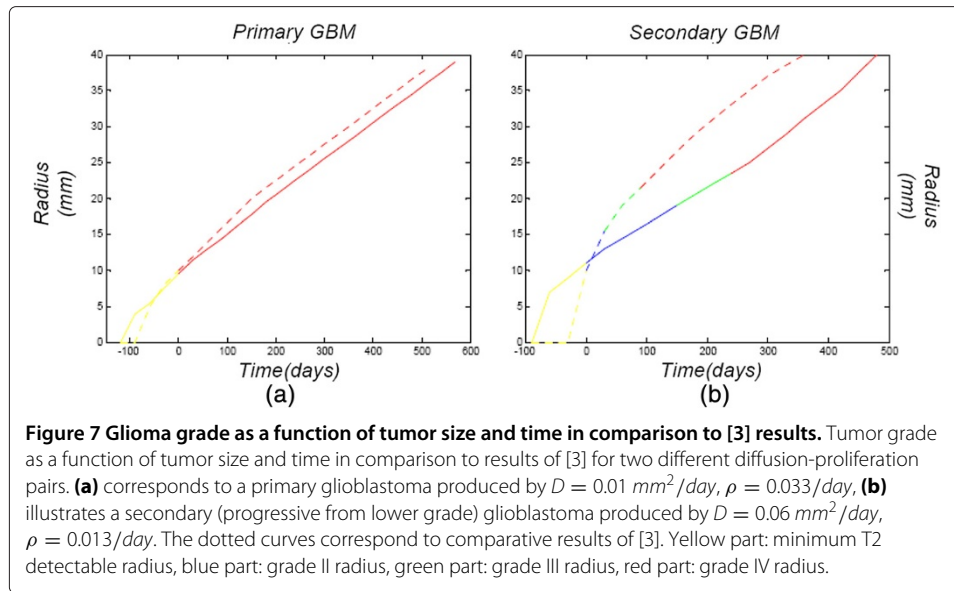 Primary GBM
Secondary GBM
40
35
30
25
20
15
10
5
0
Radius
(mm)
-100
0
100
200
300
400
500
600
Time(days)
(a)
40
35
30
25
20
15
10
5
0
-100
0
100
200
300
400
500
Time(days)
(b)
Radius
(mm)
Figure 7 Glioma grade as a function of tumor size and time in comparison to [3] results. Tumor grade
as a function of tumor size and time in comparison to results of [3] for two different diffusion-proliferation
pairs. (a) corresponds to a primary glioblastoma produced by D = 0.01 mm²/day, ρ = 0.033/day, (b)
illustrates a secondary (progressive from lower grade) glioblastoma produced by D = 0.06 mm²/day,
ρ = 0.013/day. The dotted curves correspond to comparative results of [3]. Yellow part: minimum T2
detectable radius, blue part: grade II radius, green part: grade III radius, red part: grade IV radius.